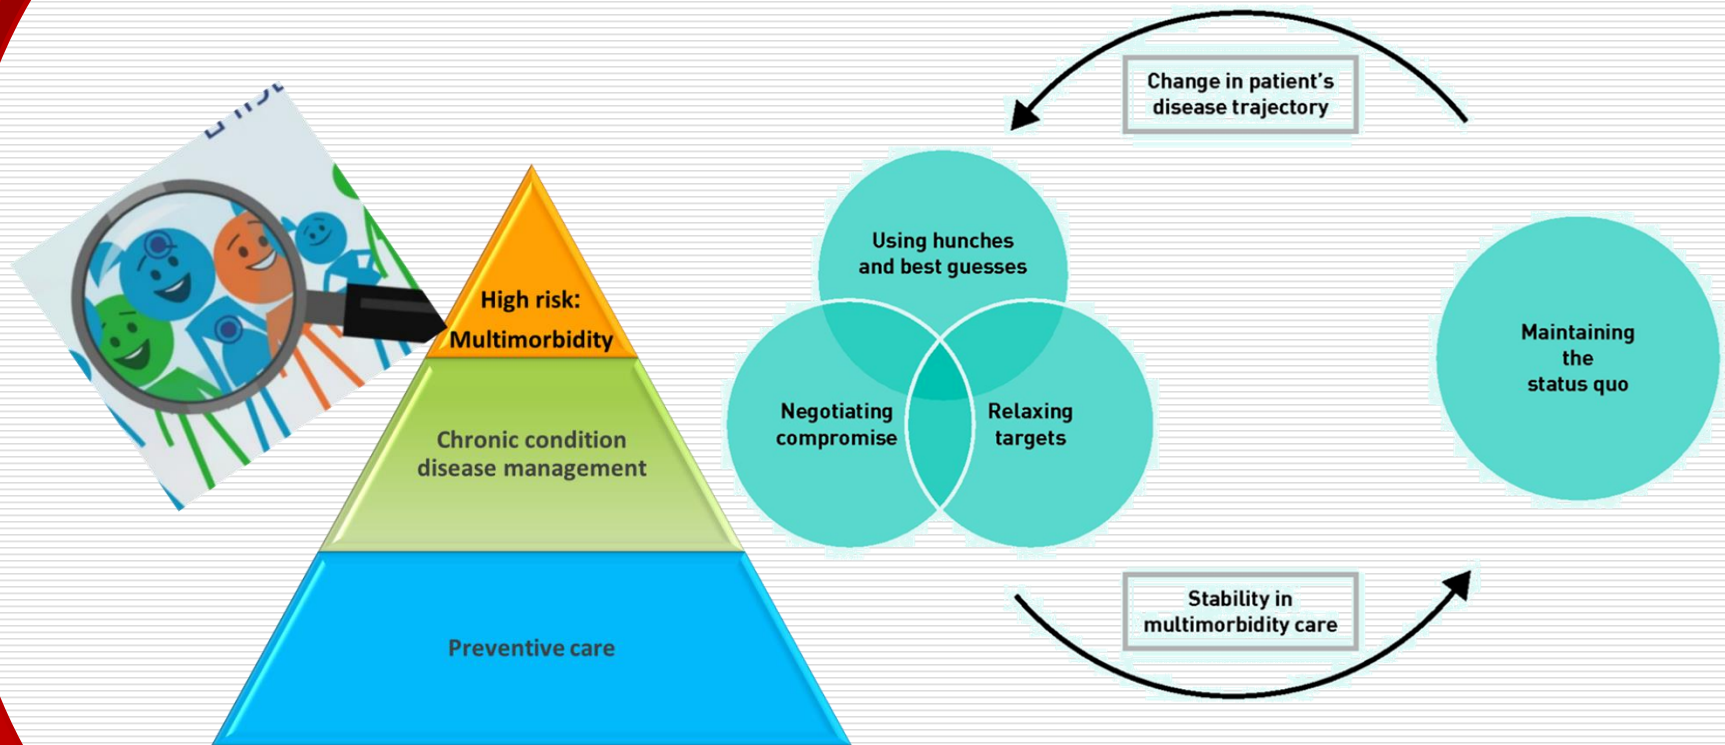 High risk:
Multimorbidity
Chronic condition
disease management
Preventive care
Change in patient's
disease trajectory
Using hunches
and best guesses
Negotiating
compromise
Relaxing
targets
Maintaining
the
status quo
Stability in
multimorbidity care